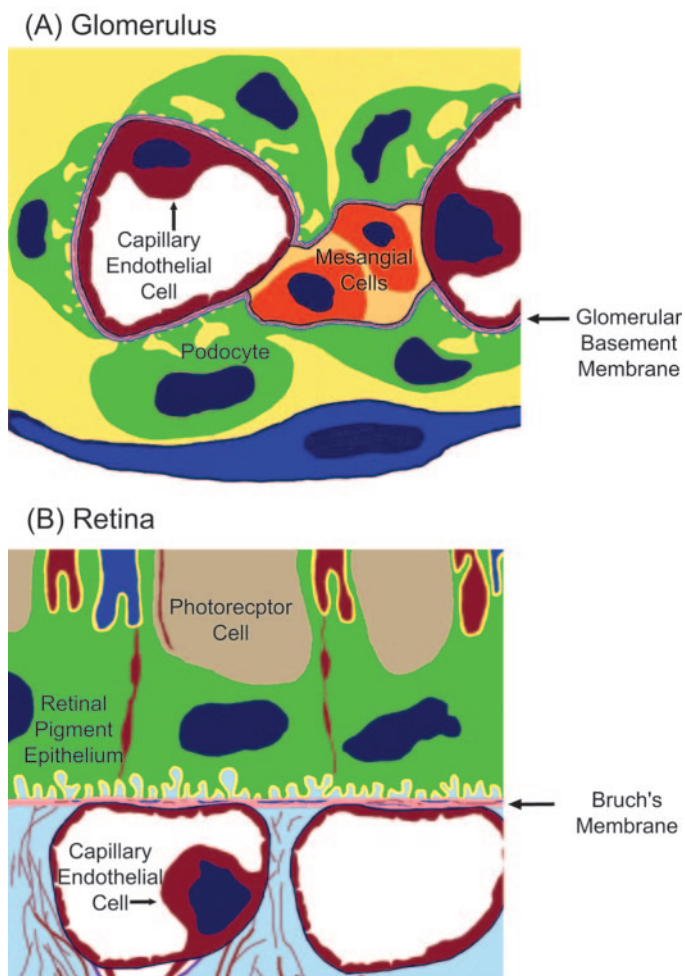 (A) Glomerulus
Capillary
Endothelial
Cell
Mesangial
Cells
Podocyte
Glomerular
Basement
Membrane
(B) Retina
Photorecptor
Cell
Retinal
Pigment
Epithelium
Bruch's
Membrane
Capillary
Endothelial
Cell